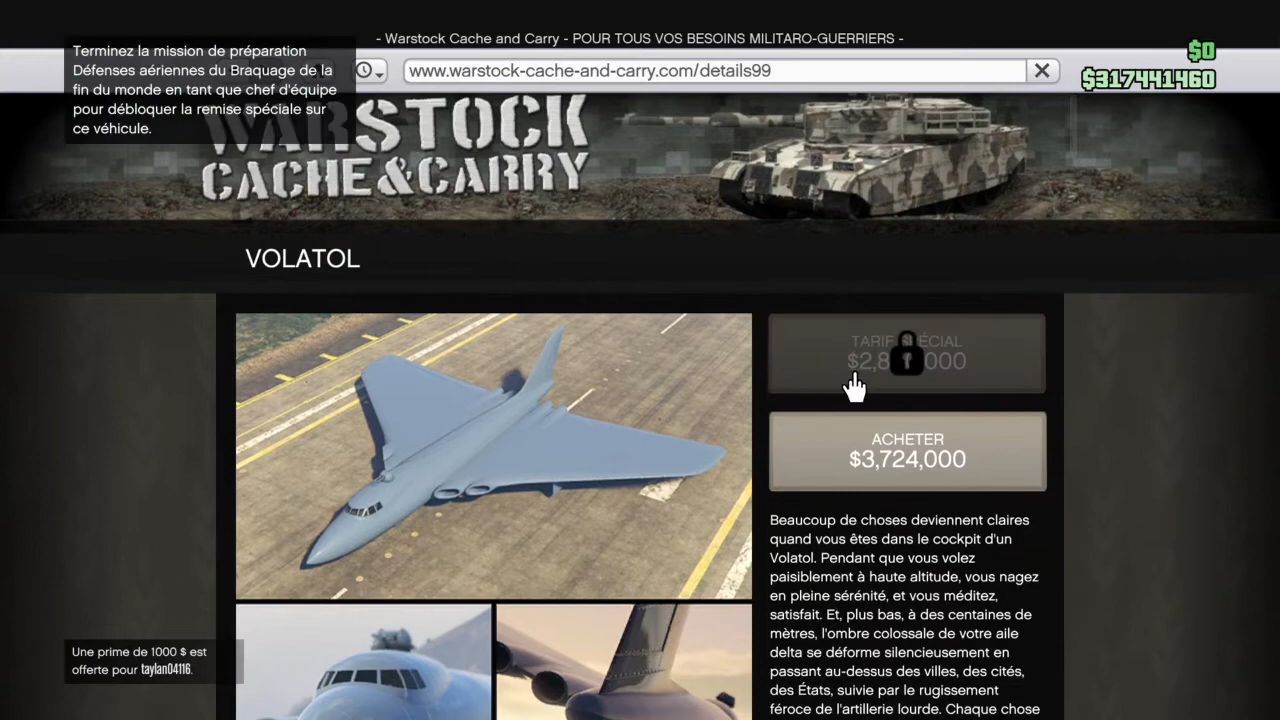 - Warstock Cache and Carry - POUR TOUS VOS BESOINS MILITARO-GUERRIERS -
Terminez la mission de préparation
Défenses aériennes du Braquage de la
fin du monde en tant que chef d'équipe
pour débloquer la remise spéciale sur
ce véhicule.
www.warstock-cache-and-carry.com/details99
$0
$317441460
WARSTOCK
CACHE&CARRY
VOLATOL
TARIF SPÉCIAL
ACHETER
$3,724,000
Beaucoup de choses deviennent claires
quand vous êtes dans le cockpit d'un
Volatol. Pendant que vous volez
paisiblement à haute altitude, vous nagez
en pleine sérénité, et vous méditez,
satisfait. Et, plus bas, à des centaines de
mètres, l'ombre colossale de votre aile
delta se déforme silencieusement en
passant au-dessus des villes, des cités,
des États, suivie par le rugissement
féroce de l'artillerie lourde. Chaque chose
Une prime de 1000 $ est
offerte pour taylan04116.